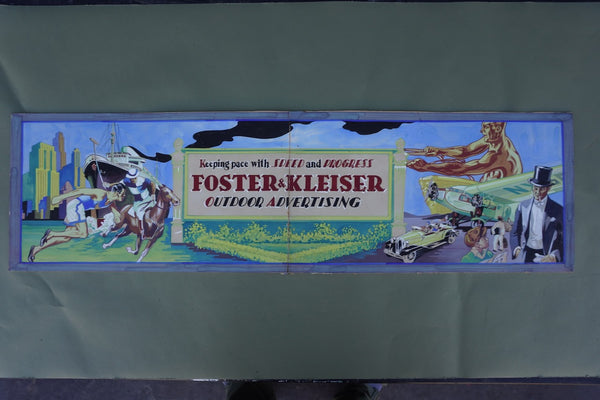 Keeping pace with SPEED and PROGRESS
FOSTER & KLEISER
OUTDOOR ADVERTISING